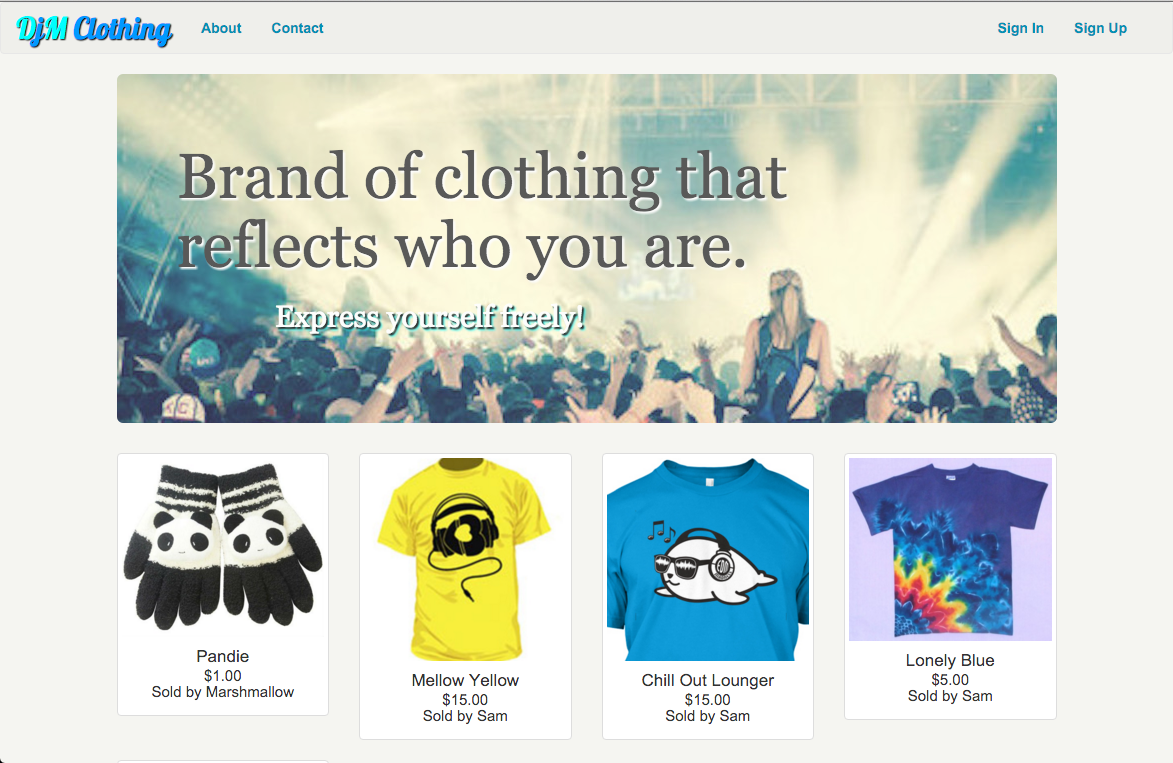 DjM Clothing
About
Contact
Sign In
Sign Up
Brand of clothing that
reflects who you are.
Express yourself freely!
KC
EDM
Pandie
$1.00
Sold by Marshmallow
Mellow Yellow
$15.00
Sold by Sam
Chill Out Lounger
$15.00
Sold by Sam
Lonely Blue
$5.00
Sold by Sam